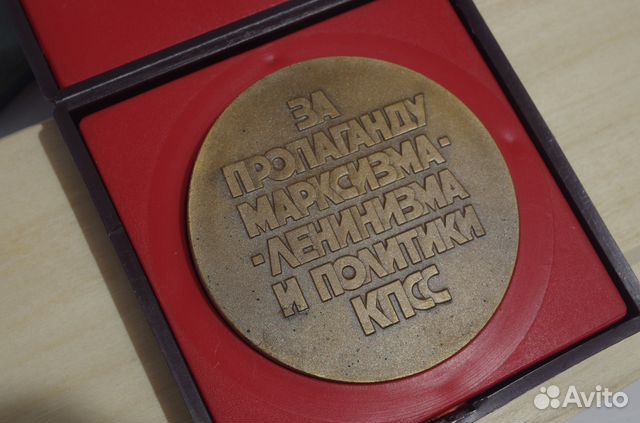 ЗА
ПРОПАГАНДУ
МАРКСИЗМА-
-ЛЕНИНИЗМА
И ПОЛИТИКИ
КПСС
Avito